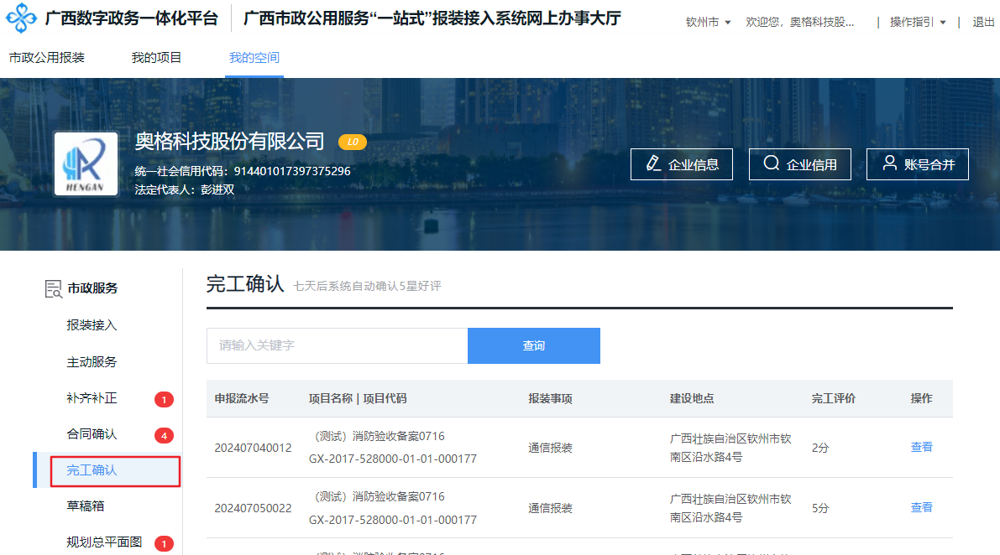 广西数字政务一体化平台
广西市政公用服务“一站式”报装接入系统网上办事大厅
钦州市 欢迎您，奥格科技股... | 操作指引 | 退出
市政公用报装 我的项目 我的空间
奥格科技股份有限公司 L0
统一社会信用代码：914401017397375296
法定代表人：彭进双
HENGAN
企业信息 企业信用 账号合并
市政服务
报装接入
主动服务
补齐补正 1
合同确认 4
完工确认
草稿箱
规划总平面图 1
完工确认 七天后系统自动确认5星好评
请输入关键字 查询
申报流水号 项目名称 | 项目代码 报装事项 建设地点 完工评价 操作
202407040012 （测试）消防验收备案0716 通信报装 广西壮族自治区钦州市钦 2分 查看
GX-2017-528000-01-01-000177 南区沿水路4号
202407050022 （测试）消防验收备案0716 通信报装 广西壮族自治区钦州市钦 5分 查看
GX-2017-528000-01-01-000177 南区沿水路4号